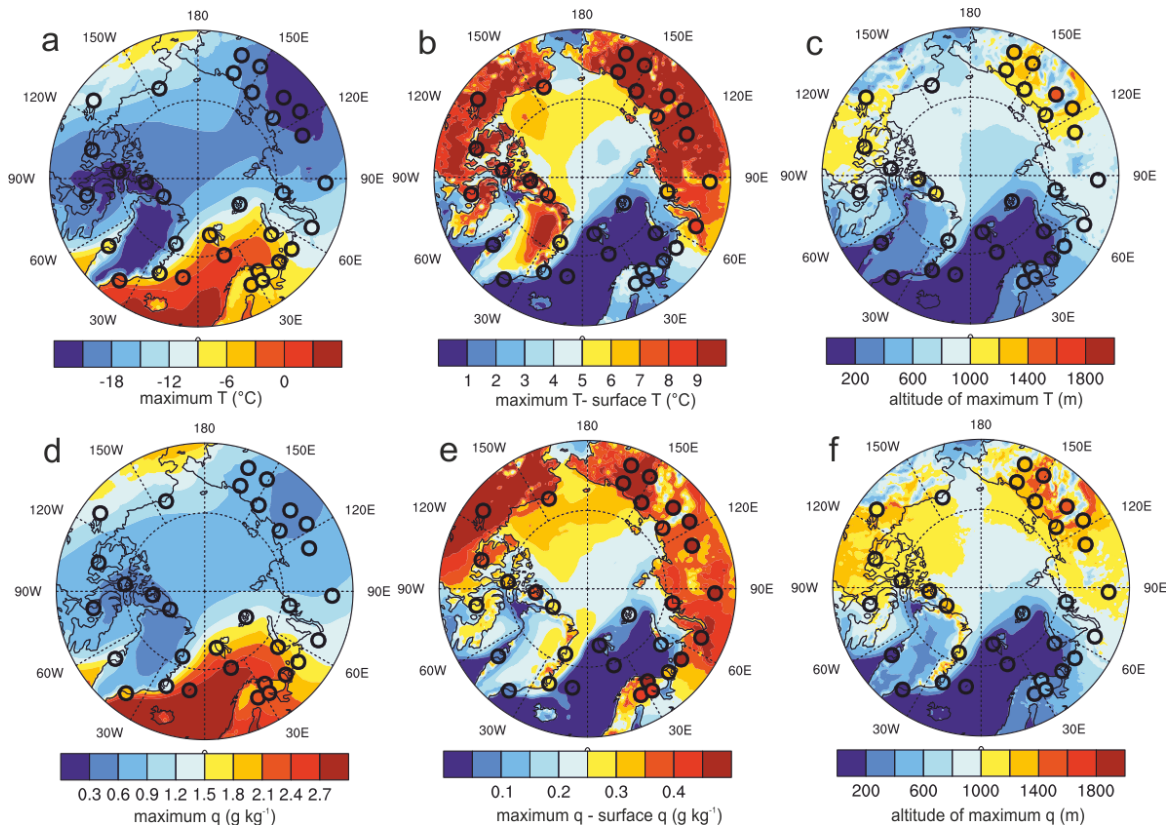 a
180
150W
150E
120W
120E
90W
90E
60W
60E
30W
30E
-18 -12 -6 0
maximum T (°C)
b
180
150W
150E
120W
120E
90W
90E
60W
60E
30W
30E
1 2 3 4 5 6 7 8 9
maximum T- surface T (°C)
c
180
150W
150E
120W
120E
90W
90E
60W
60E
30W
30E
200 600 1000 1400 1800
altitude of maximum T (m)
d
180
150W
150E
120W
120E
90W
90E
60W
60E
30W
30E
0.3 0.6 0.9 1.2 1.5 1.8 2.1 2.4 2.7
maximum q (g kg⁻¹)
e
180
150W
150E
120W
120E
90W
90E
60W
60E
30W
30E
0.1 0.2 0.3 0.4
maximum q - surface q (g kg⁻¹)
f
180
150W
150E
120W
120E
90W
90E
60W
60E
30W
30E
200 600 1000 1400 1800
altitude of maximum q (m)